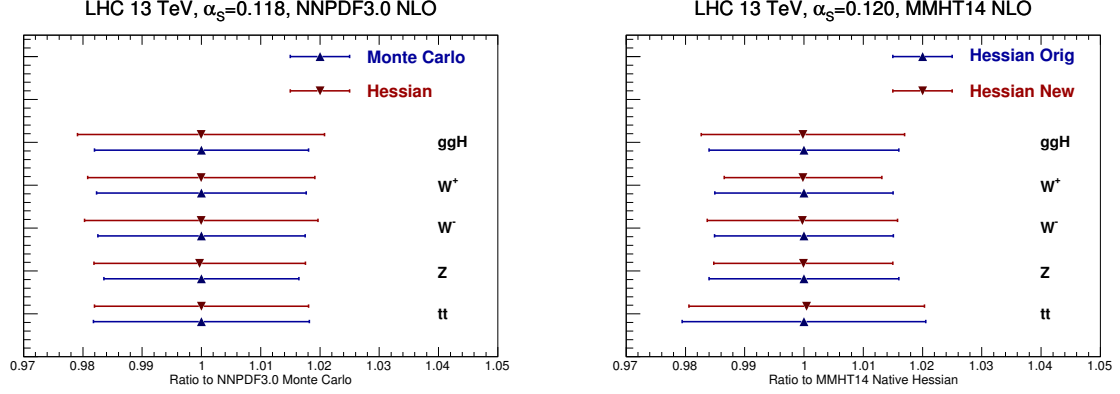 LHC 13 TeV, αS=0.118, NNPDF3.0 NLO
Monte Carlo
Hessian
ggH
W+
W-
Z
tt
0.97 0.98 0.99 1 1.01 1.02 1.03 1.04 1.05
Ratio to NNPDF3.0 Monte Carlo
LHC 13 TeV, αS=0.120, MMHT14 NLO
Hessian Orig
Hessian New
ggH
W+
W-
Z
tt
0.97 0.98 0.99 1 1.01 1.02 1.03 1.04 1.05
Ratio to MMHT14 Native Hessian